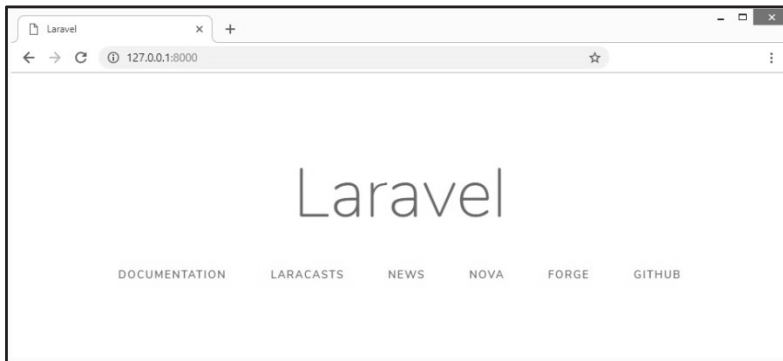 Laravel
127.0.0.1:8000
Laravel
DOCUMENTATION LARACASTS NEWS NOVA FORGE GITHUB